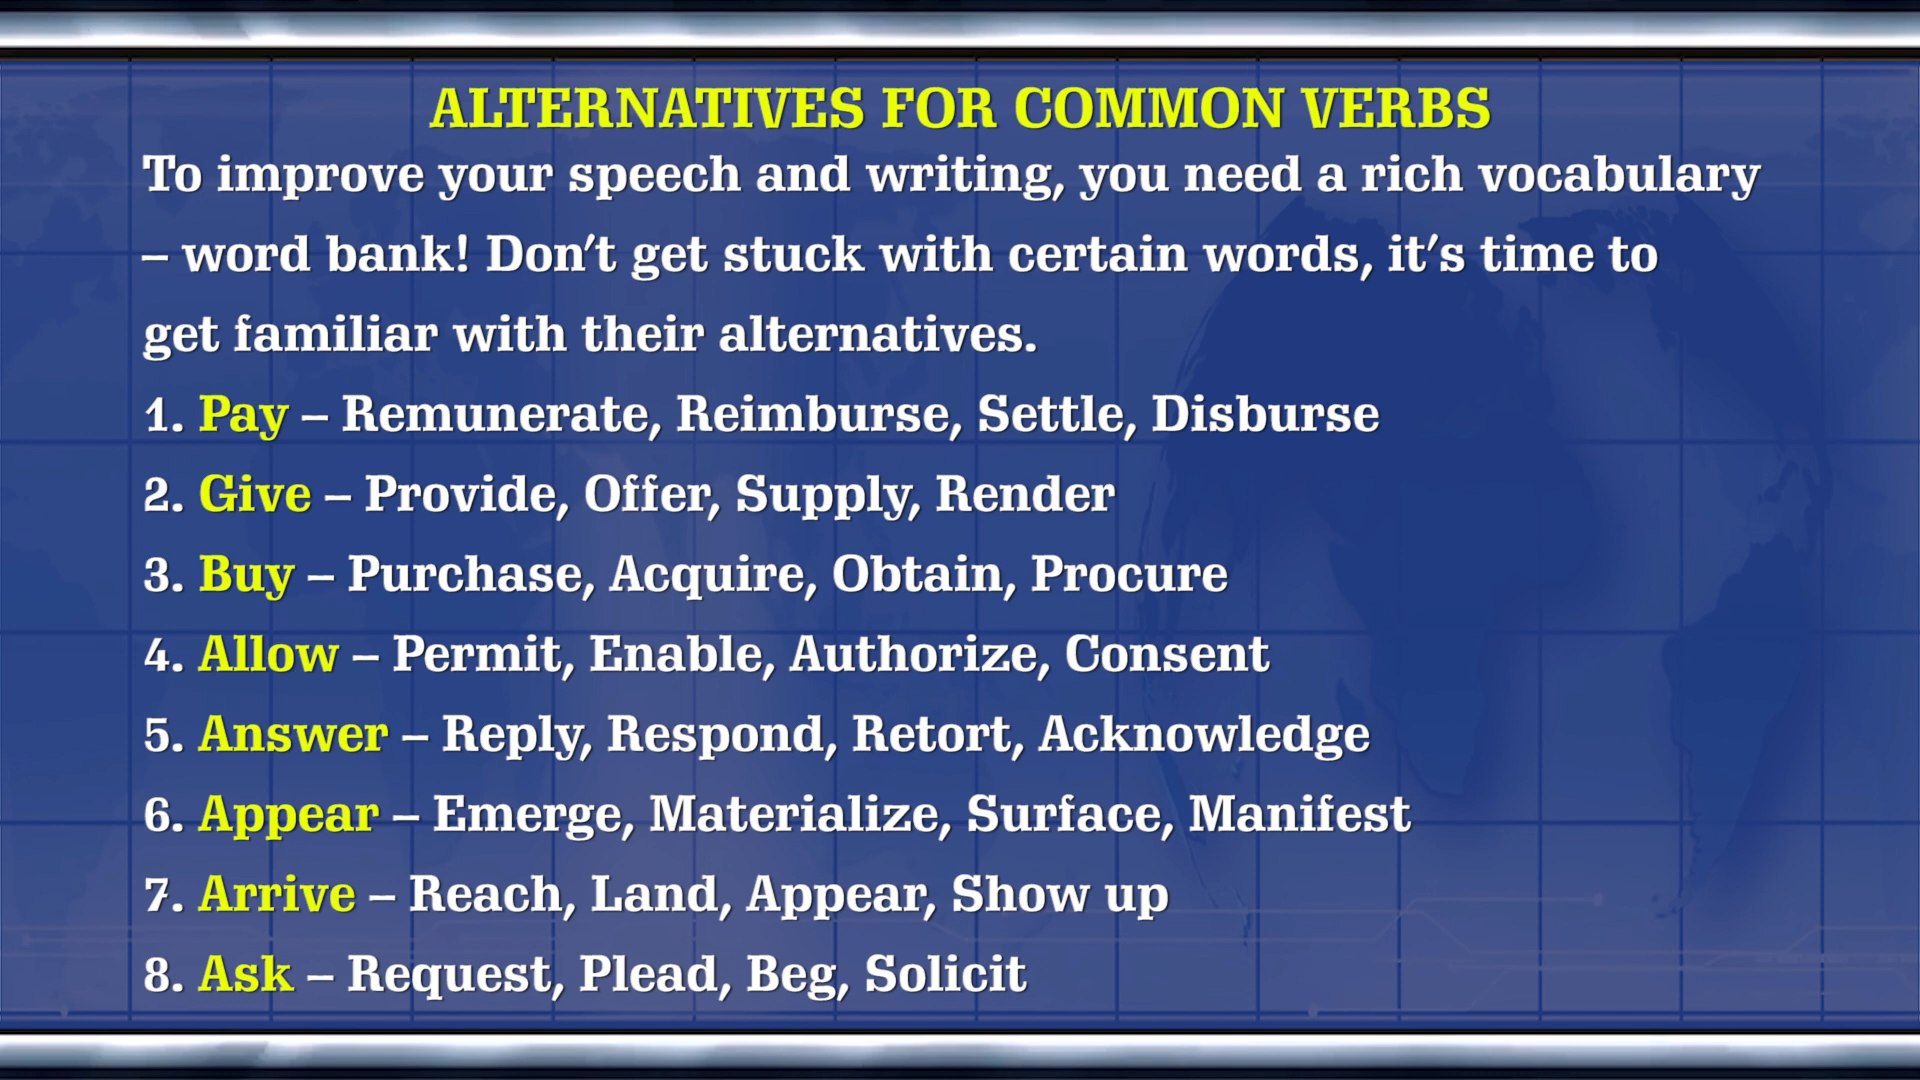 ALTERNATIVES FOR COMMON VERBS
To improve your speech and writing, you need a rich vocabulary
– word bank! Don't get stuck with certain words, it's time to
get familiar with their alternatives.
1. Pay – Remunerate, Reimburse, Settle, Disburse
2. Give – Provide, Offer, Supply, Render
3. Buy – Purchase, Acquire, Obtain, Procure
4. Allow – Permit, Enable, Authorize, Consent
5. Answer – Reply, Respond, Retort, Acknowledge
6. Appear – Emerge, Materialize, Surface, Manifest
7. Arrive – Reach, Land, Appear, Show up
8. Ask – Request, Plead, Beg, Solicit